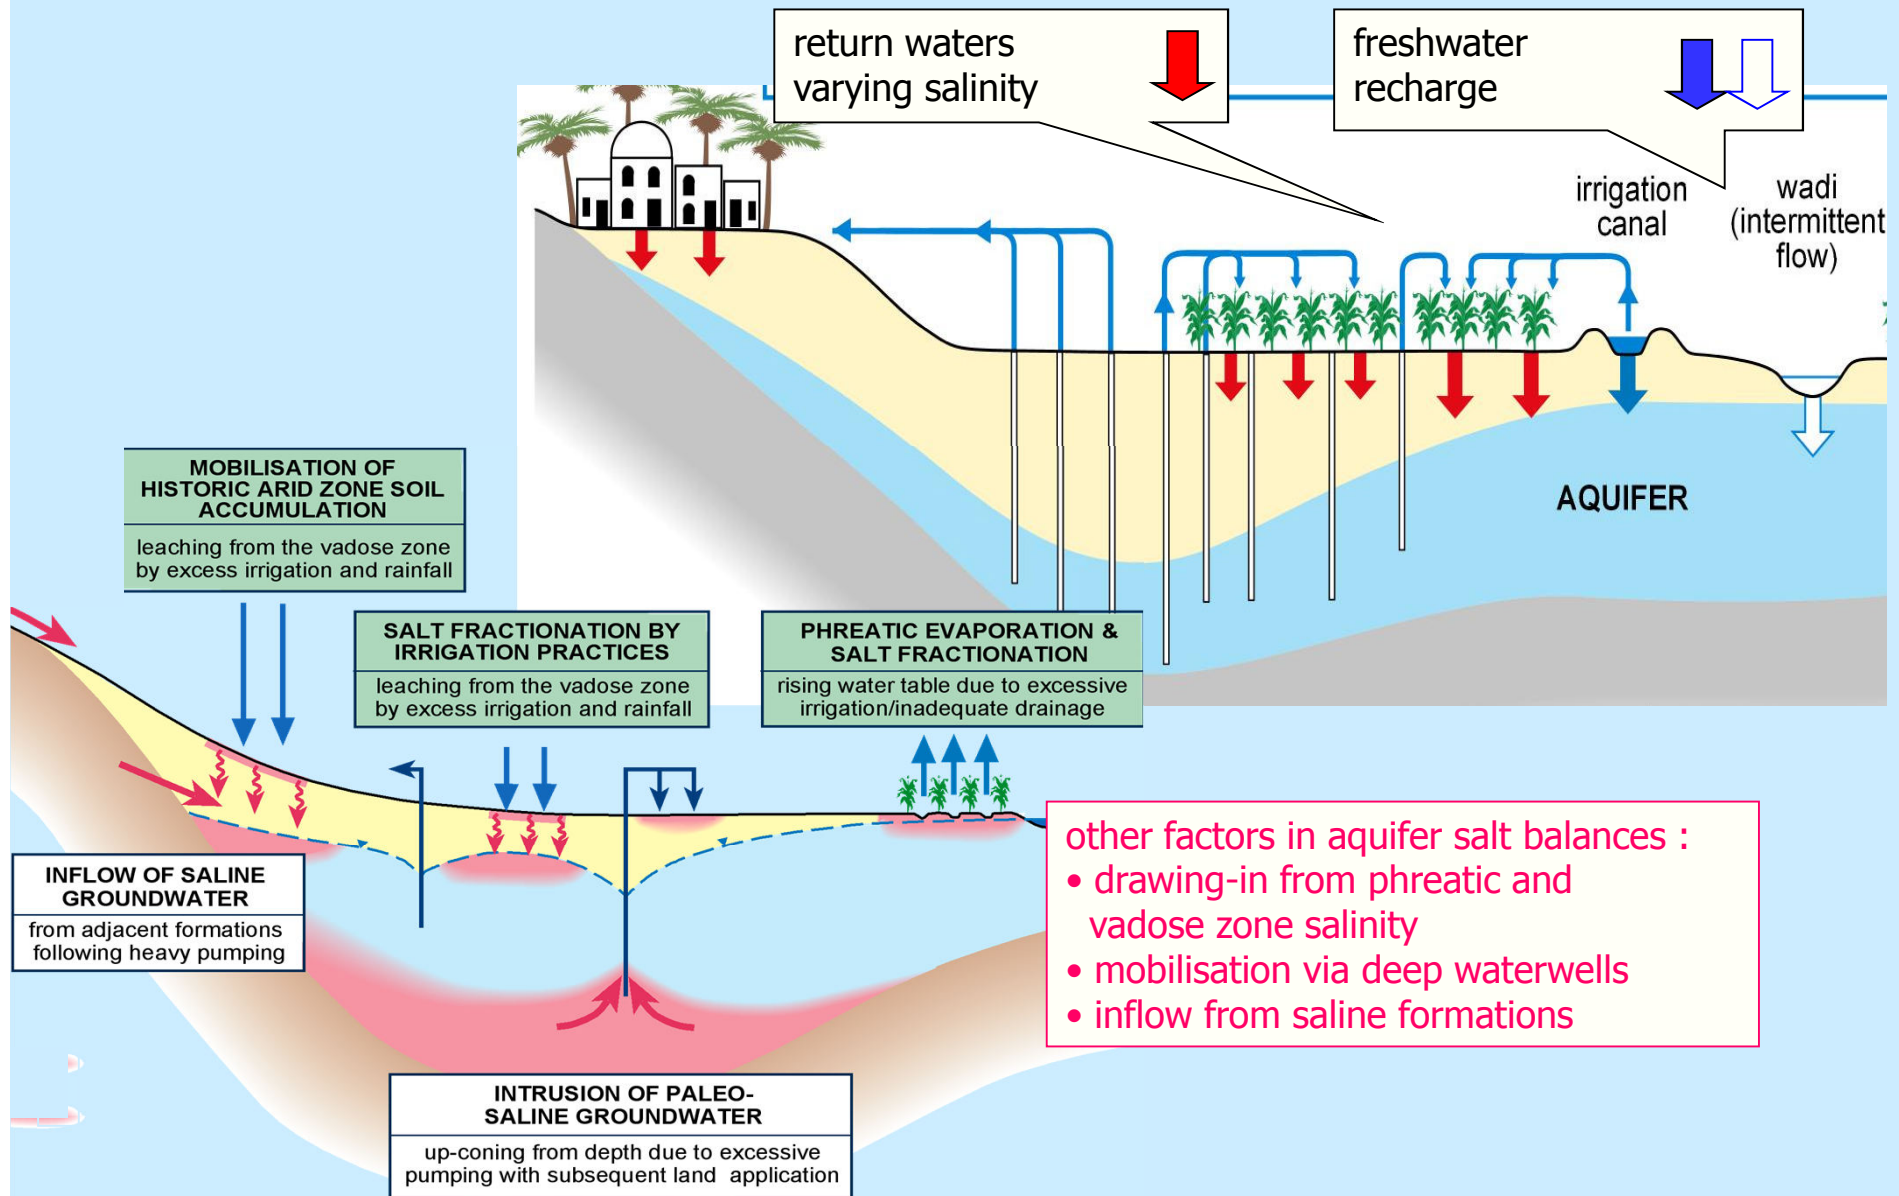 return waters
varying salinity
freshwater
recharge
irrigation
canal
wadi
(intermittent
flow)
AQUIFER
MOBILISATION OF
HISTORIC ARID ZONE SOIL
ACCUMULATION
leaching from the vadose zone
by excess irrigation and rainfall
SALT FRACTIONATION BY
IRRIGATION PRACTICES
leaching from the vadose zone
by excess irrigation and rainfall
PHREATIC EVAPORATION &
SALT FRACTIONATION
rising water table due to excessive
irrigation/inadequate drainage
INFLOW OF SALINE
GROUNDWATER
from adjacent formations
following heavy pumping
other factors in aquifer salt balances :
• drawing-in from phreatic and
vadose zone salinity
• mobilisation via deep waterwells
• inflow from saline formations
INTRUSION OF PALEO-
SALINE GROUNDWATER
up-coning from depth due to excessive
pumping with subsequent land application